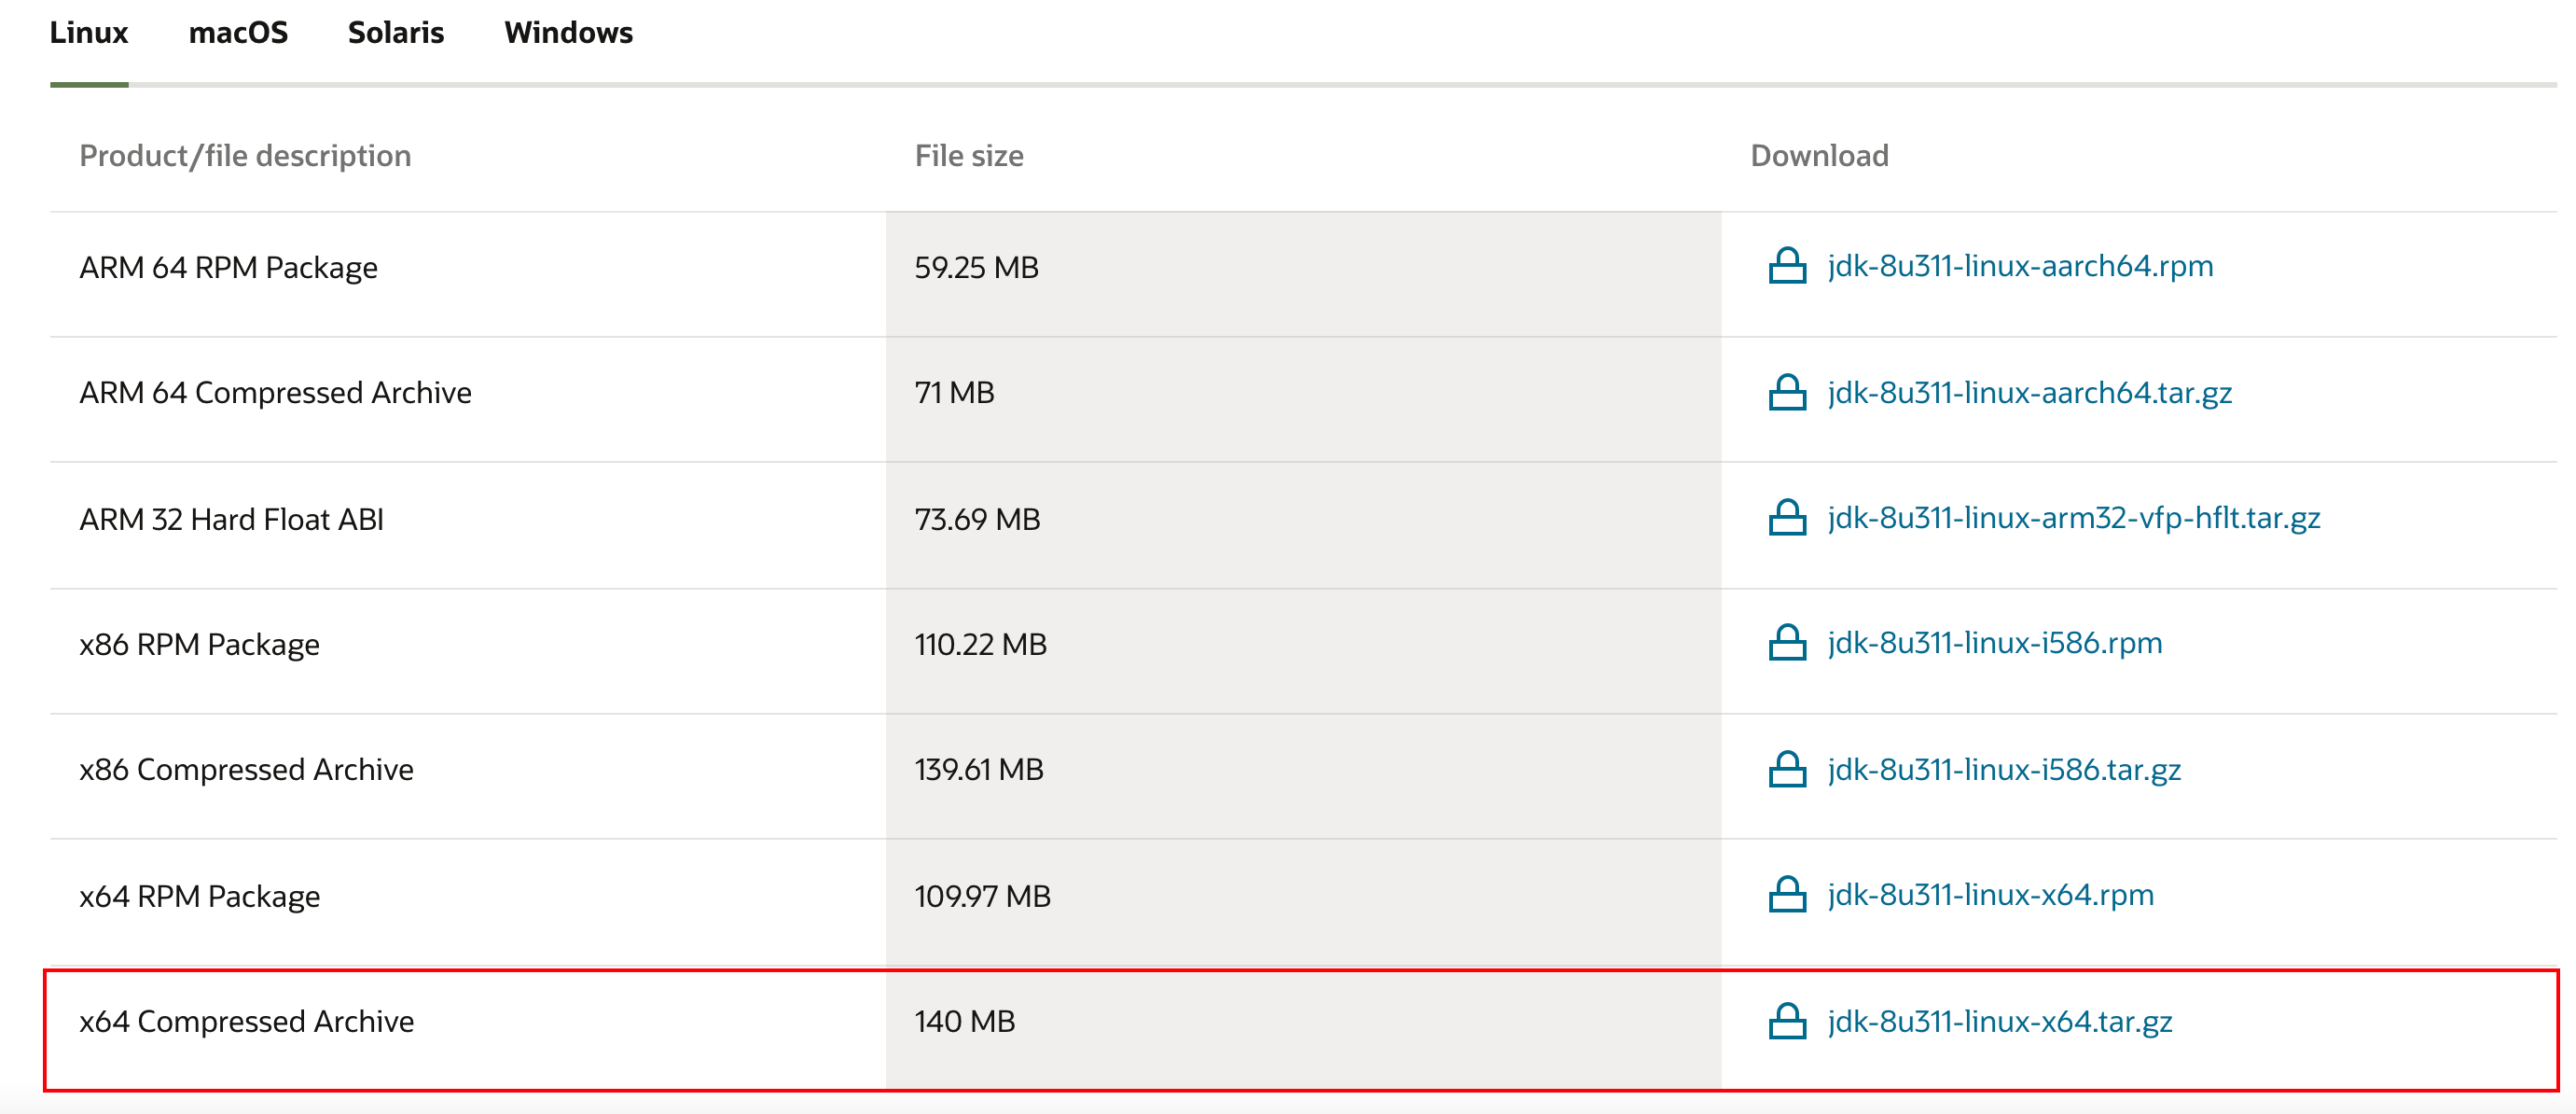 Linux macOS Solaris Windows
Product/file description File size Download
ARM 64 RPM Package 59.25 MB jdk-8u311-linux-aarch64.rpm
ARM 64 Compressed Archive 71 MB jdk-8u311-linux-aarch64.tar.gz
ARM 32 Hard Float ABI 73.69 MB jdk-8u311-linux-arm32-vfp-hflt.tar.gz
x86 RPM Package 110.22 MB jdk-8u311-linux-i586.rpm
x86 Compressed Archive 139.61 MB jdk-8u311-linux-i586.tar.gz
x64 RPM Package 109.97 MB jdk-8u311-linux-x64.rpm
x64 Compressed Archive 140 MB jdk-8u311-linux-x64.tar.gz